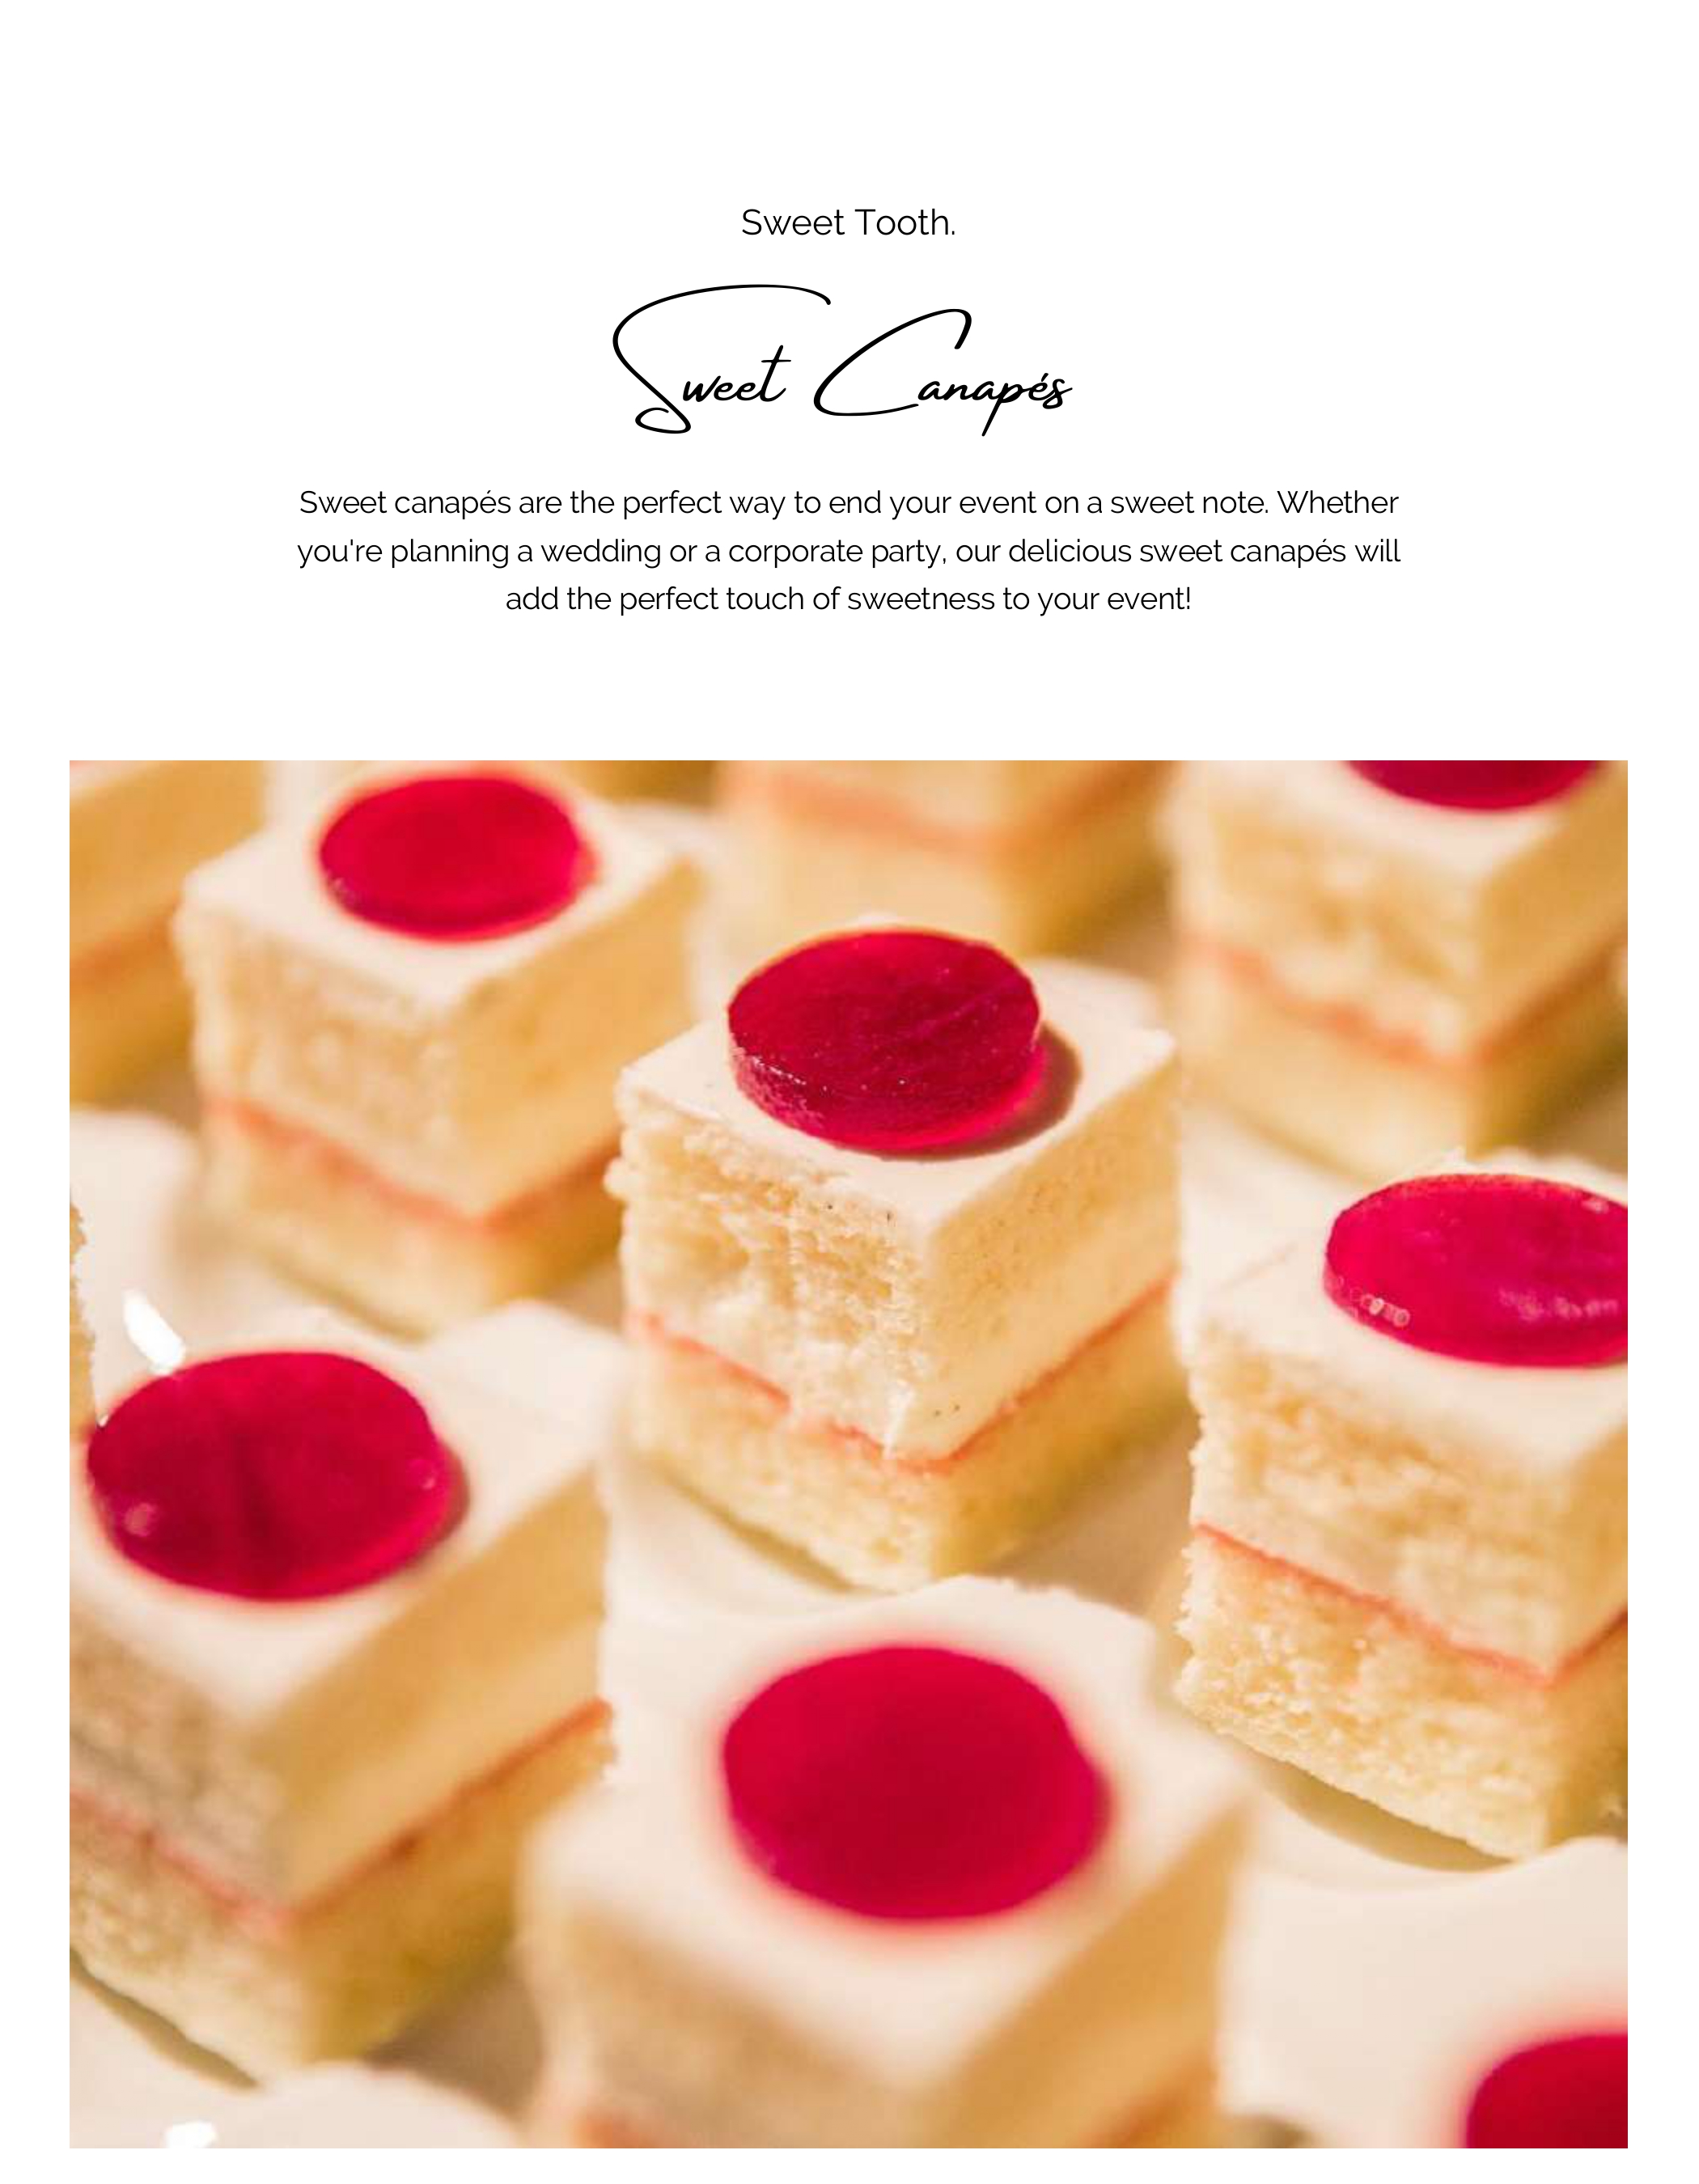 Sweet Tooth.
Sweet Canapés
Sweet canapés are the perfect way to end your event on a sweet note. Whether
you're planning a wedding or a corporate party, our delicious sweet canapés will
add the perfect touch of sweetness to your event!